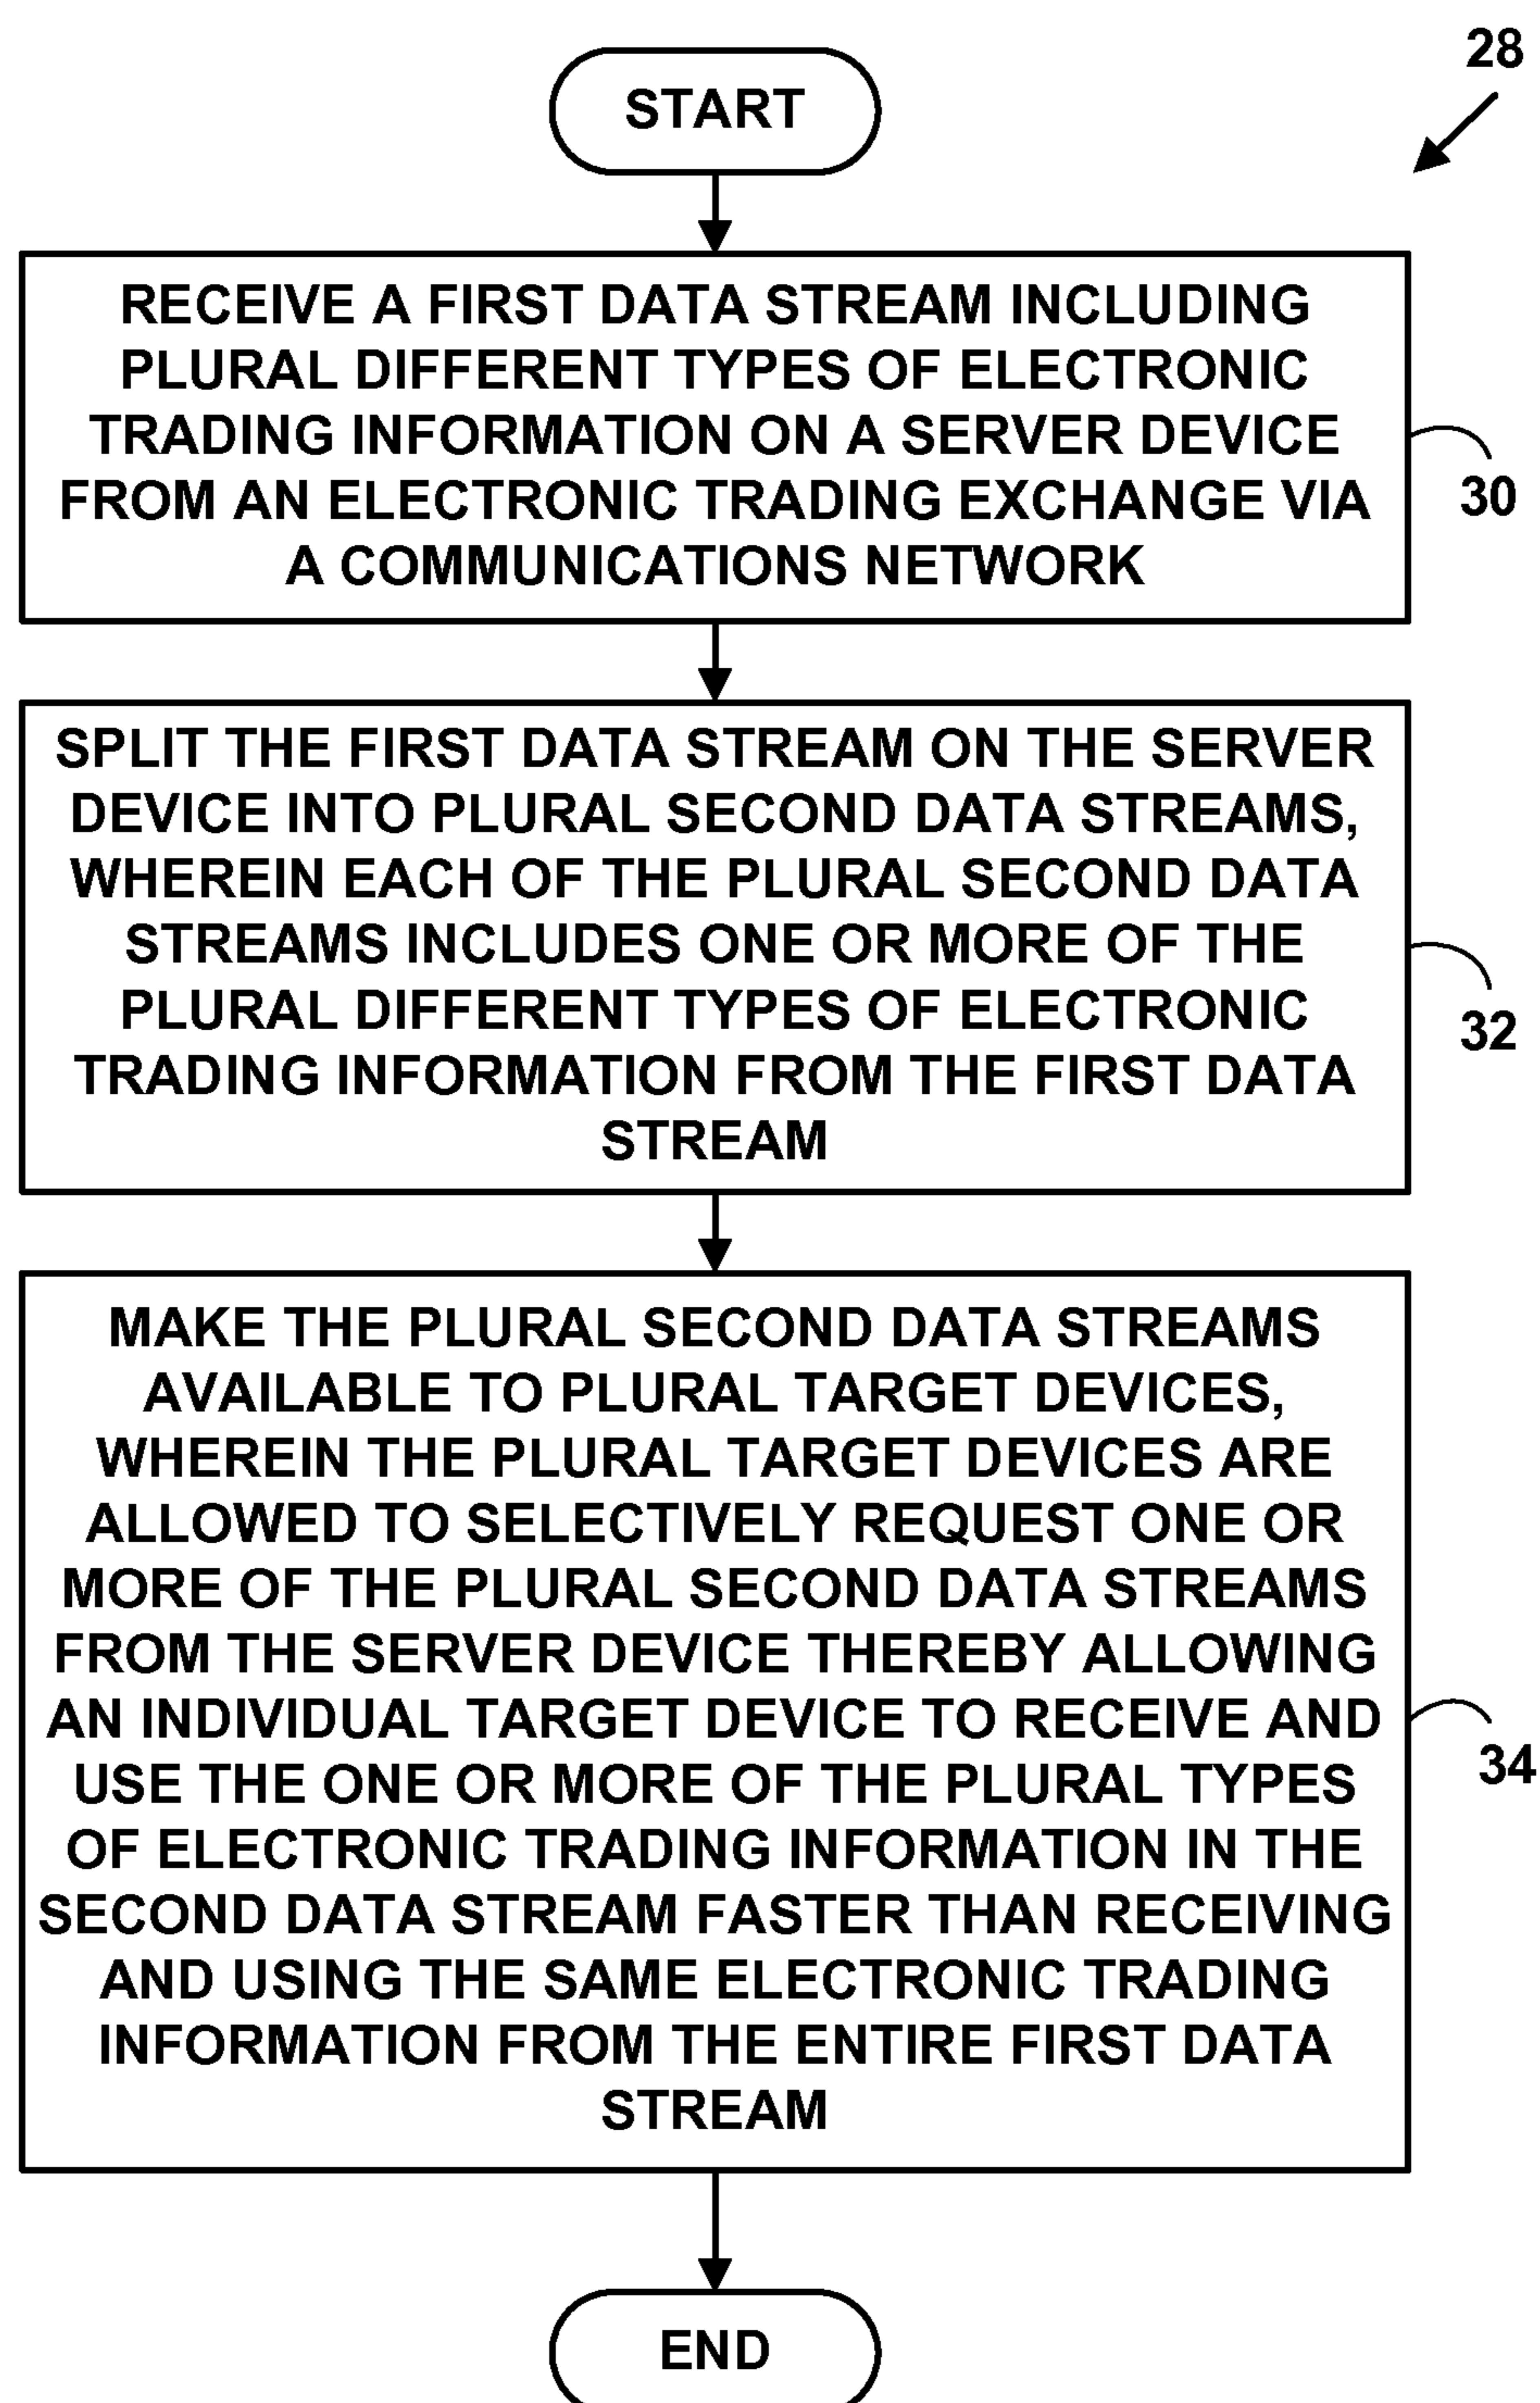 28
START
RECEIVE A FIRST DATA STREAM INCLUDING
PLURAL DIFFERENT TYPES OF ELECTRONIC
TRADING INFORMATION ON A SERVER DEVICE
FROM AN ELECTRONIC TRADING EXCHANGE VIA
A COMMUNICATIONS NETWORK
30
SPLIT THE FIRST DATA STREAM ON THE SERVER
DEVICE INTO PLURAL SECOND DATA STREAMS,
WHEREIN EACH OF THE PLURAL SECOND DATA
STREAMS INCLUDES ONE OR MORE OF THE
PLURAL DIFFERENT TYPES OF ELECTRONIC
TRADING INFORMATION FROM THE FIRST DATA
STREAM
32
MAKE THE PLURAL SECOND DATA STREAMS
AVAILABLE TO PLURAL TARGET DEVICES,
WHEREIN THE PLURAL TARGET DEVICES ARE
ALLOWED TO SELECTIVELY REQUEST ONE OR
MORE OF THE PLURAL SECOND DATA STREAMS
FROM THE SERVER DEVICE THEREBY ALLOWING
AN INDIVIDUAL TARGET DEVICE TO RECEIVE AND
USE THE ONE OR MORE OF THE PLURAL TYPES
OF ELECTRONIC TRADING INFORMATION IN THE
SECOND DATA STREAM FASTER THAN RECEIVING
AND USING THE SAME ELECTRONIC TRADING
INFORMATION FROM THE ENTIRE FIRST DATA
STREAM
34
END